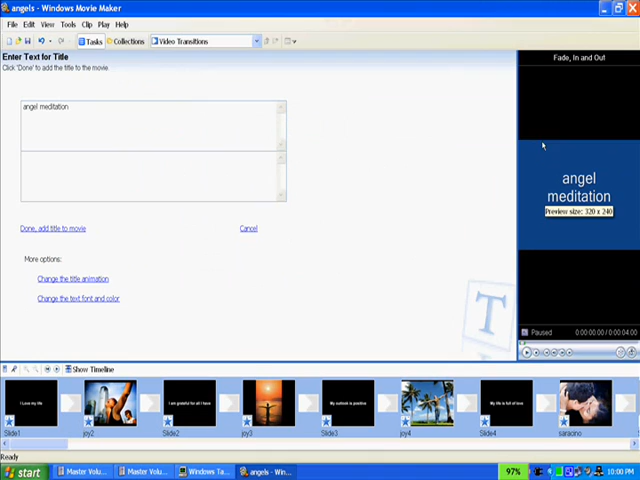 angels - Windows Movie Maker
File Edit View Tools Clip Play Help
Tasks Collections Video Transitions
Enter Text for Title
Click 'Done' to add the title to the movie.
angel meditation
Done, add title to movie Cancel
More options:
Change the title animation
Change the text font and color
T
Fade, In and Out
angel
meditation
Preview size: 320 x 240
Paused 0:00:00.00 / 0:00:04.00
Show Timeline
I Love my life
I am grateful for all I have
My outlook is positive
My life is full of love
Slide1 joy2 Slide2 joy3 Slide3 joy4 Slide4 saracino
Ready
start Master Volu... Master Volu... Windows Ta... angels - Win... 97% 10:00 PM